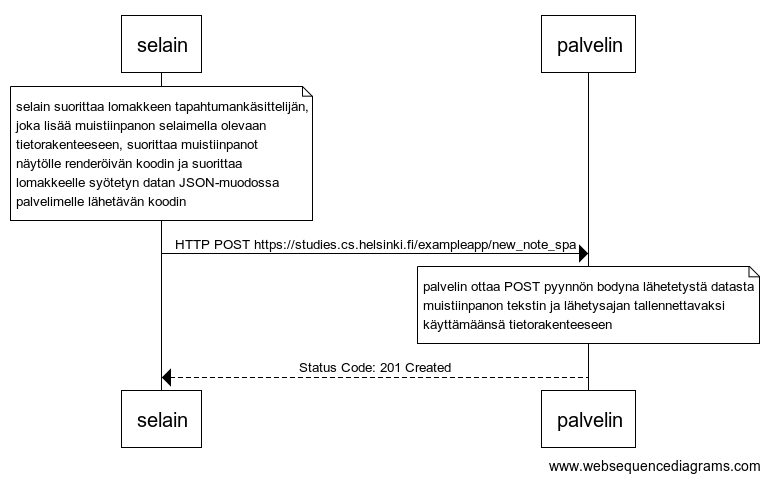 selain
palvelin
selain suorittaa lomakkeen tapahtumankäsittelijän,
joka lisää muistiinpanon selaimella olevaan
tietorakenteeseen, suorittaa muistiinpanot
näytölle renderöivän koodin ja suorittaa
lomakkeelle syötetyn datan JSON-muodossa
palvelimelle lähetävän koodin
HTTP POST https://studies.cs.helsinki.fi/exampleapp/new_note_spa
palvelin ottaa POST pyynnön bodyna lähetetystä datasta
muistiinpanon tekstin ja lähetysajan tallennettavaksi
käyttämäänsä tietorakenteeseen
Status Code: 201 Created
selain
palvelin
www.websequencediagrams.com